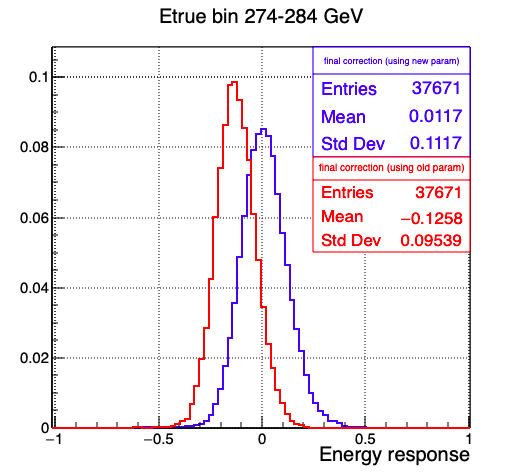 Etrue bin 274-284 GeV
final correction (using new param)
Entries 37671
Mean 0.0117
Std Dev 0.1117
final correction (using old param)
Entries 37671
Mean −0.1258
Std Dev 0.09539
0.1
0.08
0.06
0.04
0.02
0
−1 −0.5 0 0.5 1
Energy response